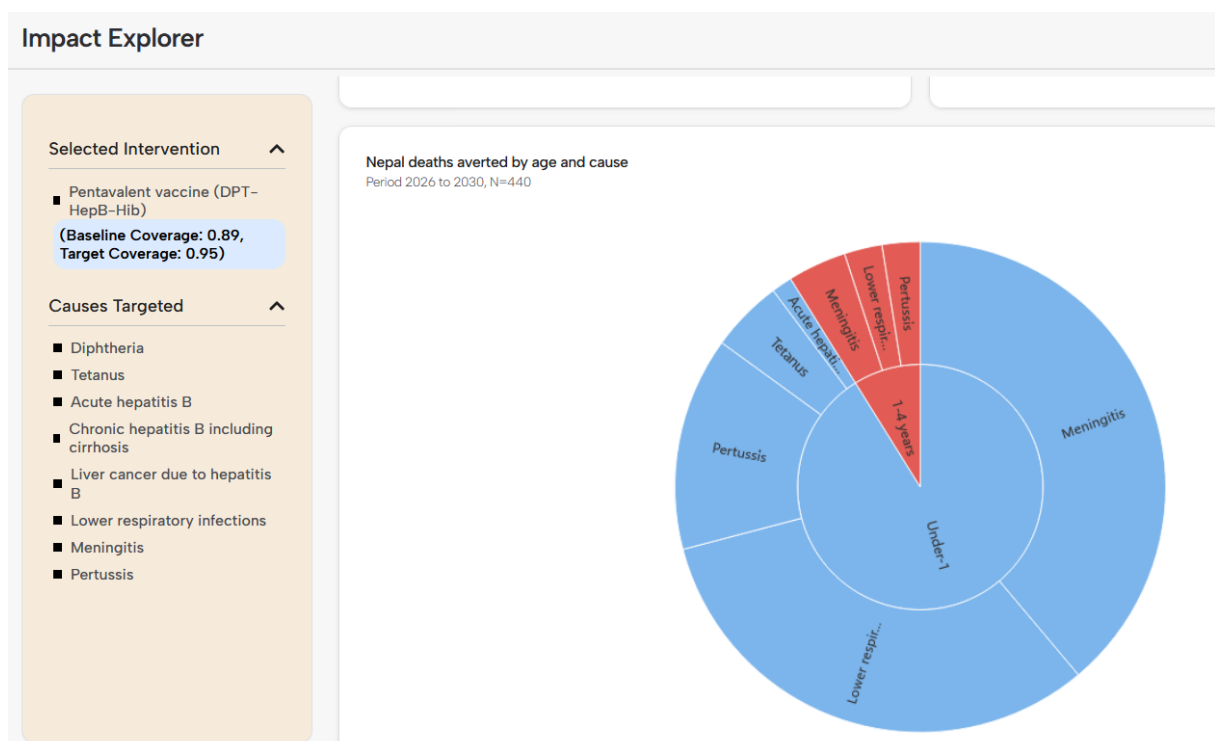 Impact Explorer
Selected Intervention
Pentavalent vaccine (DPT-
HepB-Hib)
(Baseline Coverage: 0.89,
Target Coverage: 0.95)
Causes Targeted
Diphtheria
Tetanus
Acute hepatitis B
Chronic hepatitis B including
cirrhosis
Liver cancer due to hepatitis
B
Lower respiratory infections
Meningitis
Pertussis
Nepal deaths averted by age and cause
Period 2026 to 2030, N=440
Pertussis
Lower respir...
Meningitis
Acute hepati...
Tetanus
Pertussis
1-4 years
Meningitis
Under-1
Lower respir...